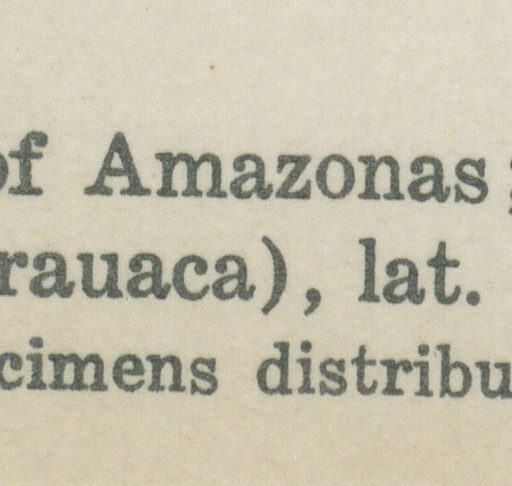 of Amazonas;
rauaca), lat.
cimens distribu